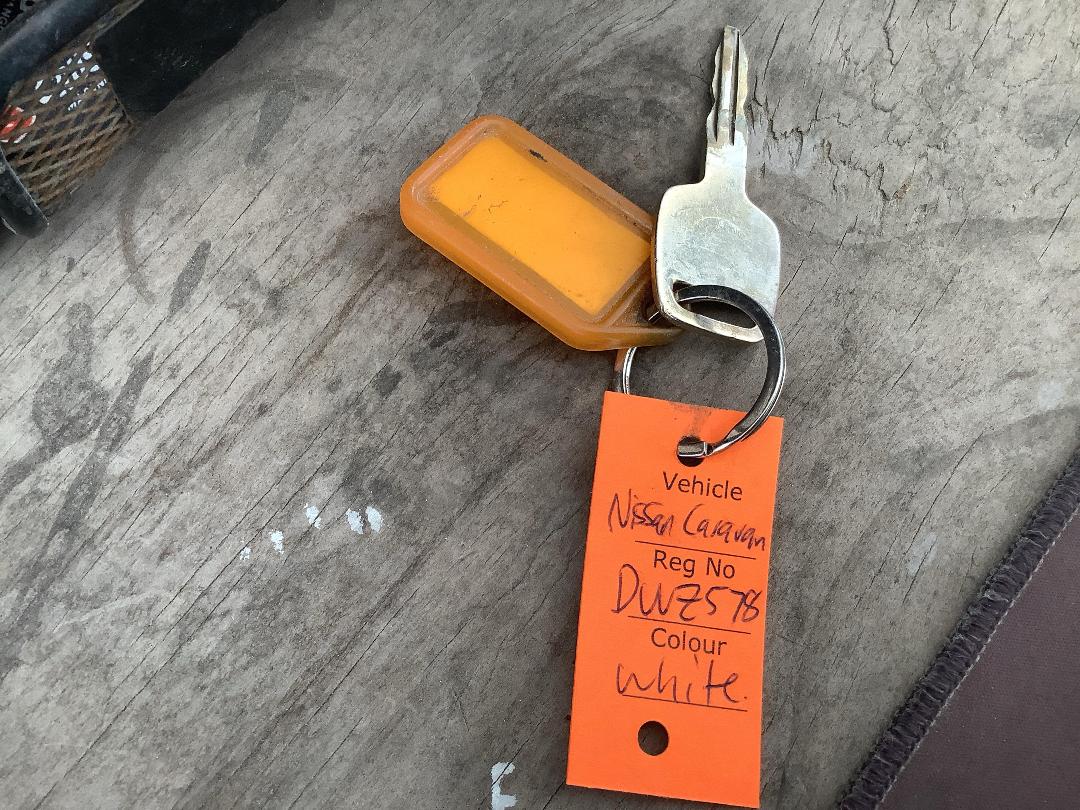 Vehicle
Nissan Caravan
Reg No
DWZ578
Colour
white.